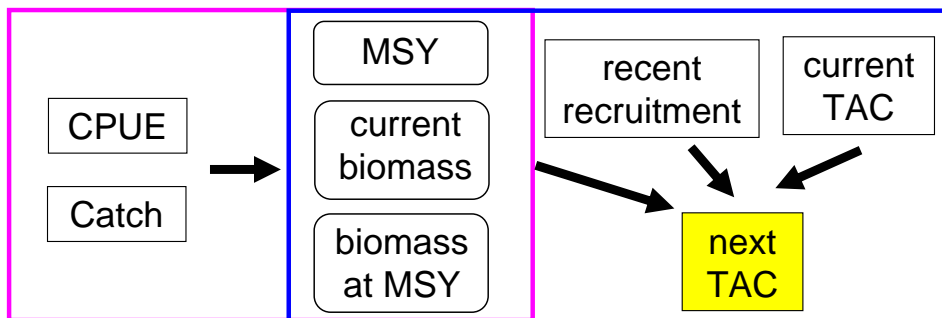 CPUE
Catch
MSY
current
biomass
biomass
at MSY
recent
recruitment
current
TAC
next
TAC